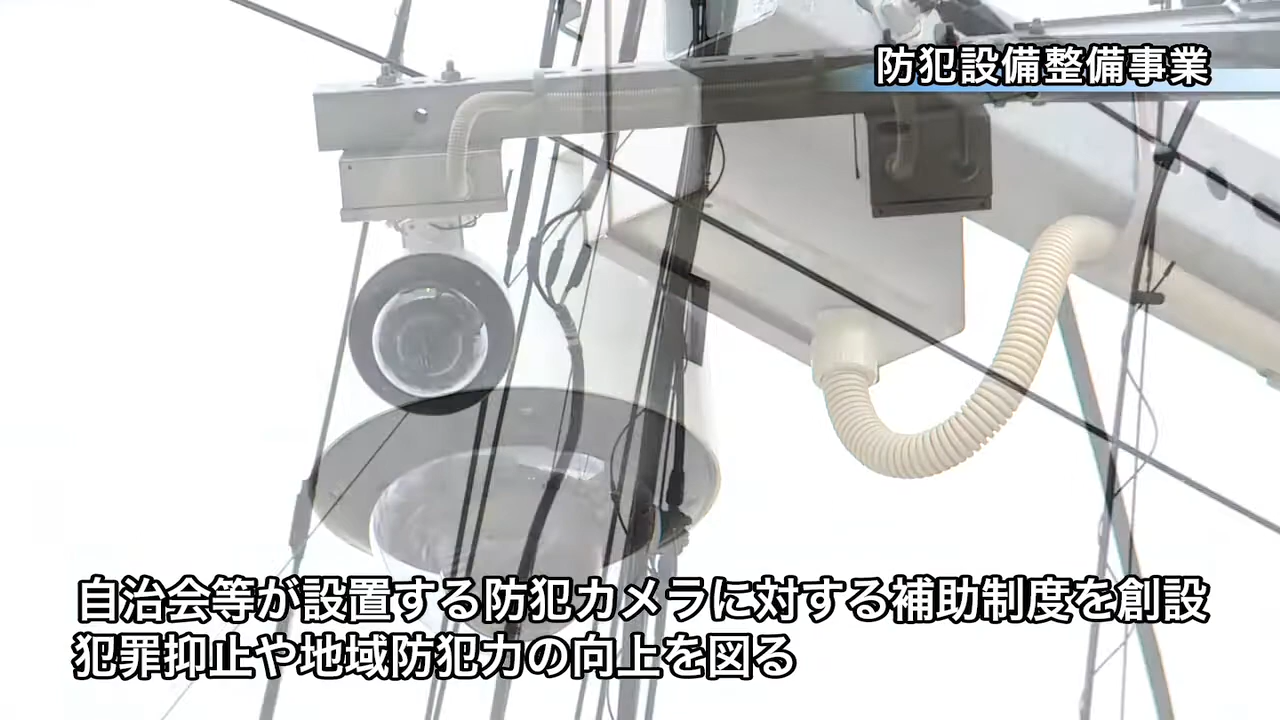 防犯設備整備事業
自治会等が設置する防犯カメラに対する補助制度を創設
犯罪抑止や地域防犯力の向上を図る